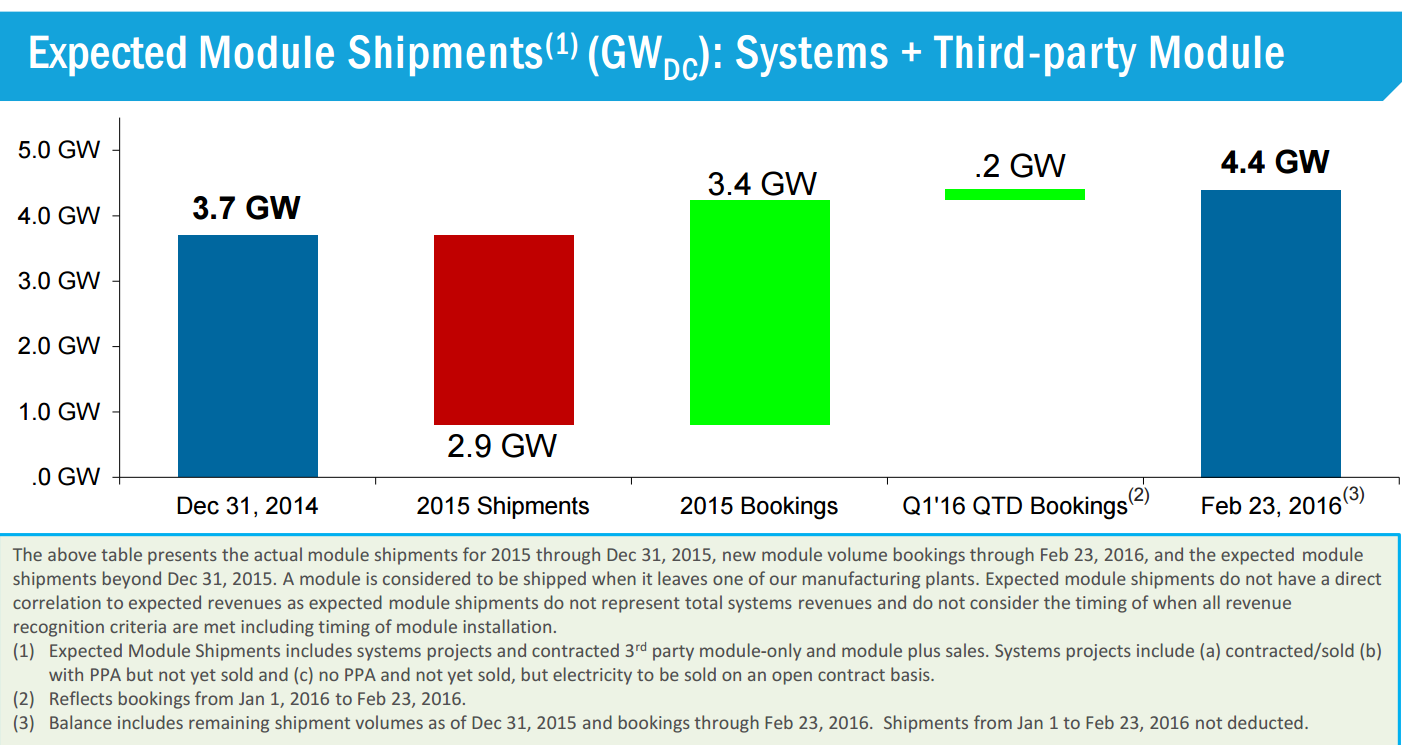 Expected Module Shipments(1) (GWDC): Systems + Third-party Module
5.0 GW
4.0 GW
3.0 GW
2.0 GW
1.0 GW
.0 GW
3.7 GW
2.9 GW
3.4 GW
.2 GW
4.4 GW
Dec 31, 2014
2015 Shipments
2015 Bookings
Q1'16 QTD Bookings(2)
Feb 23, 2016(3)
The above table presents the actual module shipments for 2015 through Dec 31, 2015, new module volume bookings through Feb 23, 2016, and the expected module
shipments beyond Dec 31, 2015. A module is considered to be shipped when it leaves one of our manufacturing plants. Expected module shipments do not have a direct
correlation to expected revenues as expected module shipments do not represent total systems revenues and do not consider the timing of when all revenue
recognition criteria are met including timing of module installation.
(1) Expected Module Shipments includes systems projects and contracted 3rd party module-only and module plus sales. Systems projects include (a) contracted/sold (b)
with PPA but not yet sold and (c) no PPA and not yet sold, but electricity to be sold on an open contract basis.
(2) Reflects bookings from Jan 1, 2016 to Feb 23, 2016.
(3) Balance includes remaining shipment volumes as of Dec 31, 2015 and bookings through Feb 23, 2016. Shipments from Jan 1 to Feb 23, 2016 not deducted.